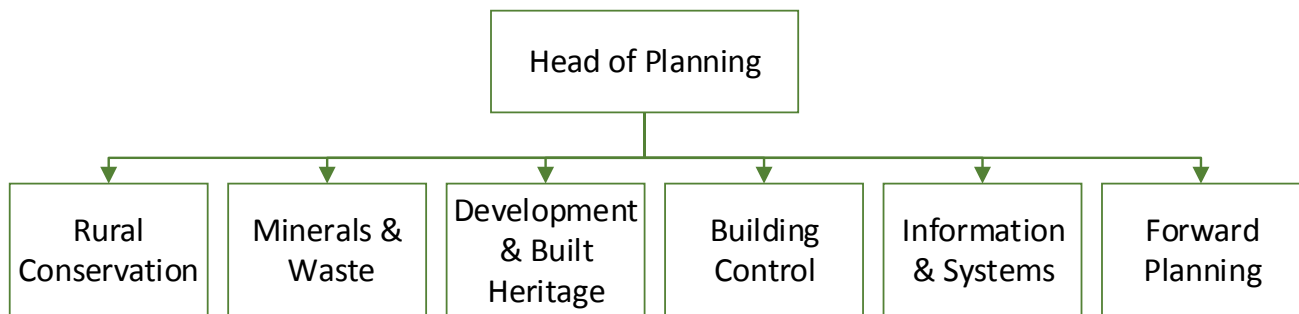 Head of Planning
Rural
Conservation
Minerals &
Waste
Development
& Built
Heritage
Building
Control
Information
& Systems
Forward
Planning